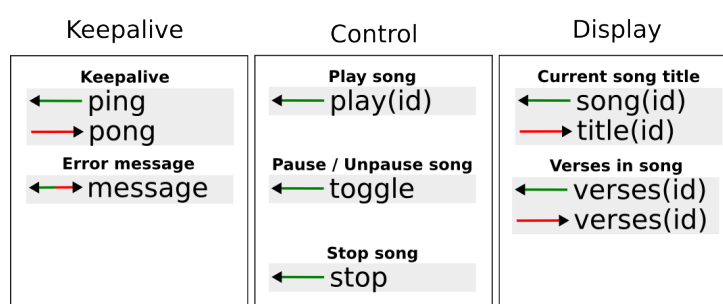 Keepalive
Keepalive
ping
pong
Error message
message
Control
Play song
play(id)
Pause / Unpause song
toggle
Stop song
stop
Display
Current song title
song(id)
title(id)
Verses in song
verses(id)
verses(id)